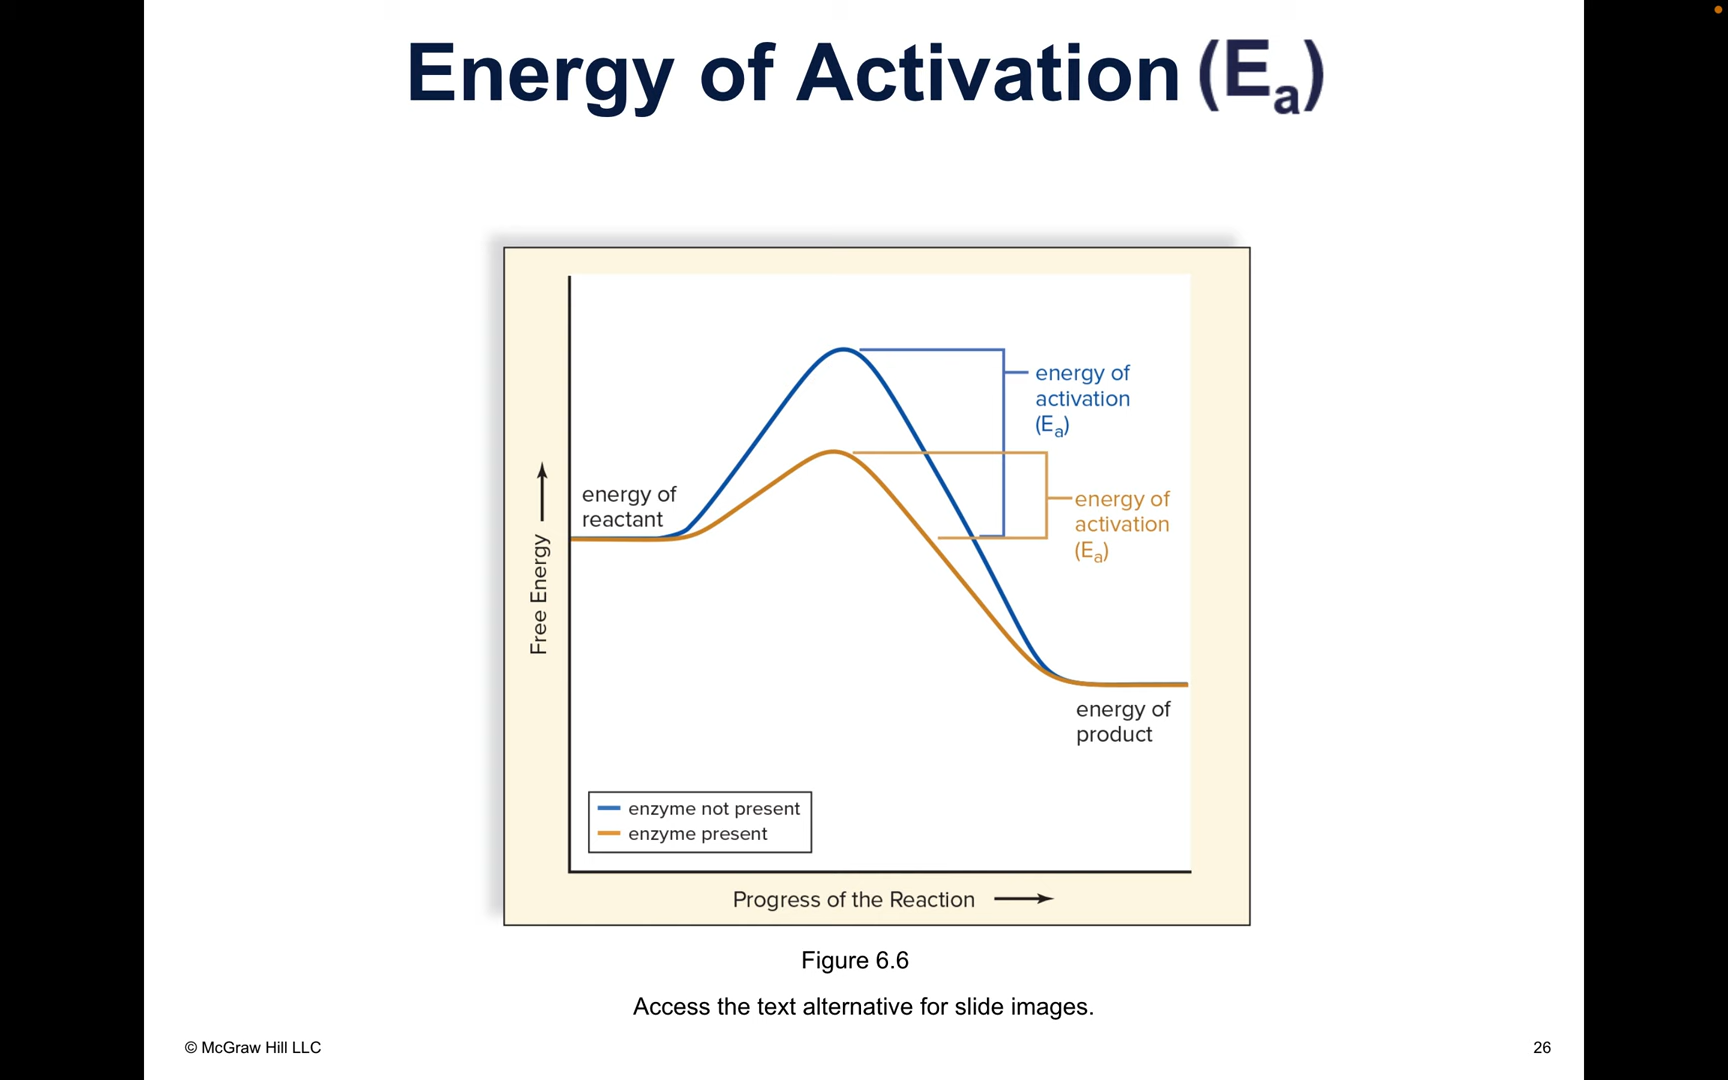 Energy of Activation (Ea)
energy of
activation
(Ea)
energy of
reactant
energy of
activation
(Ea)
Free Energy
energy of
product
enzyme not present
enzyme present
Progress of the Reaction
Figure 6.6
Access the text alternative for slide images.
© McGraw Hill LLC
26